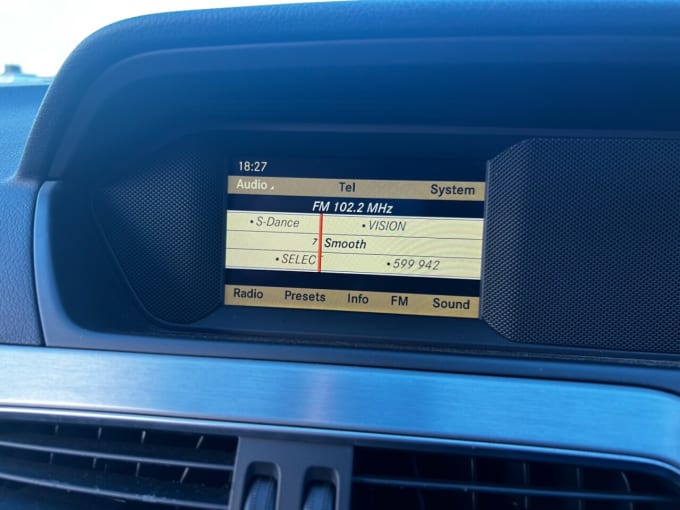 18:27
Audio Tel System
FM 102.2 MHz
• S-Dance • VISION
7 Smooth
• SELEC • 599 942
Radio Presets Info FM Sound